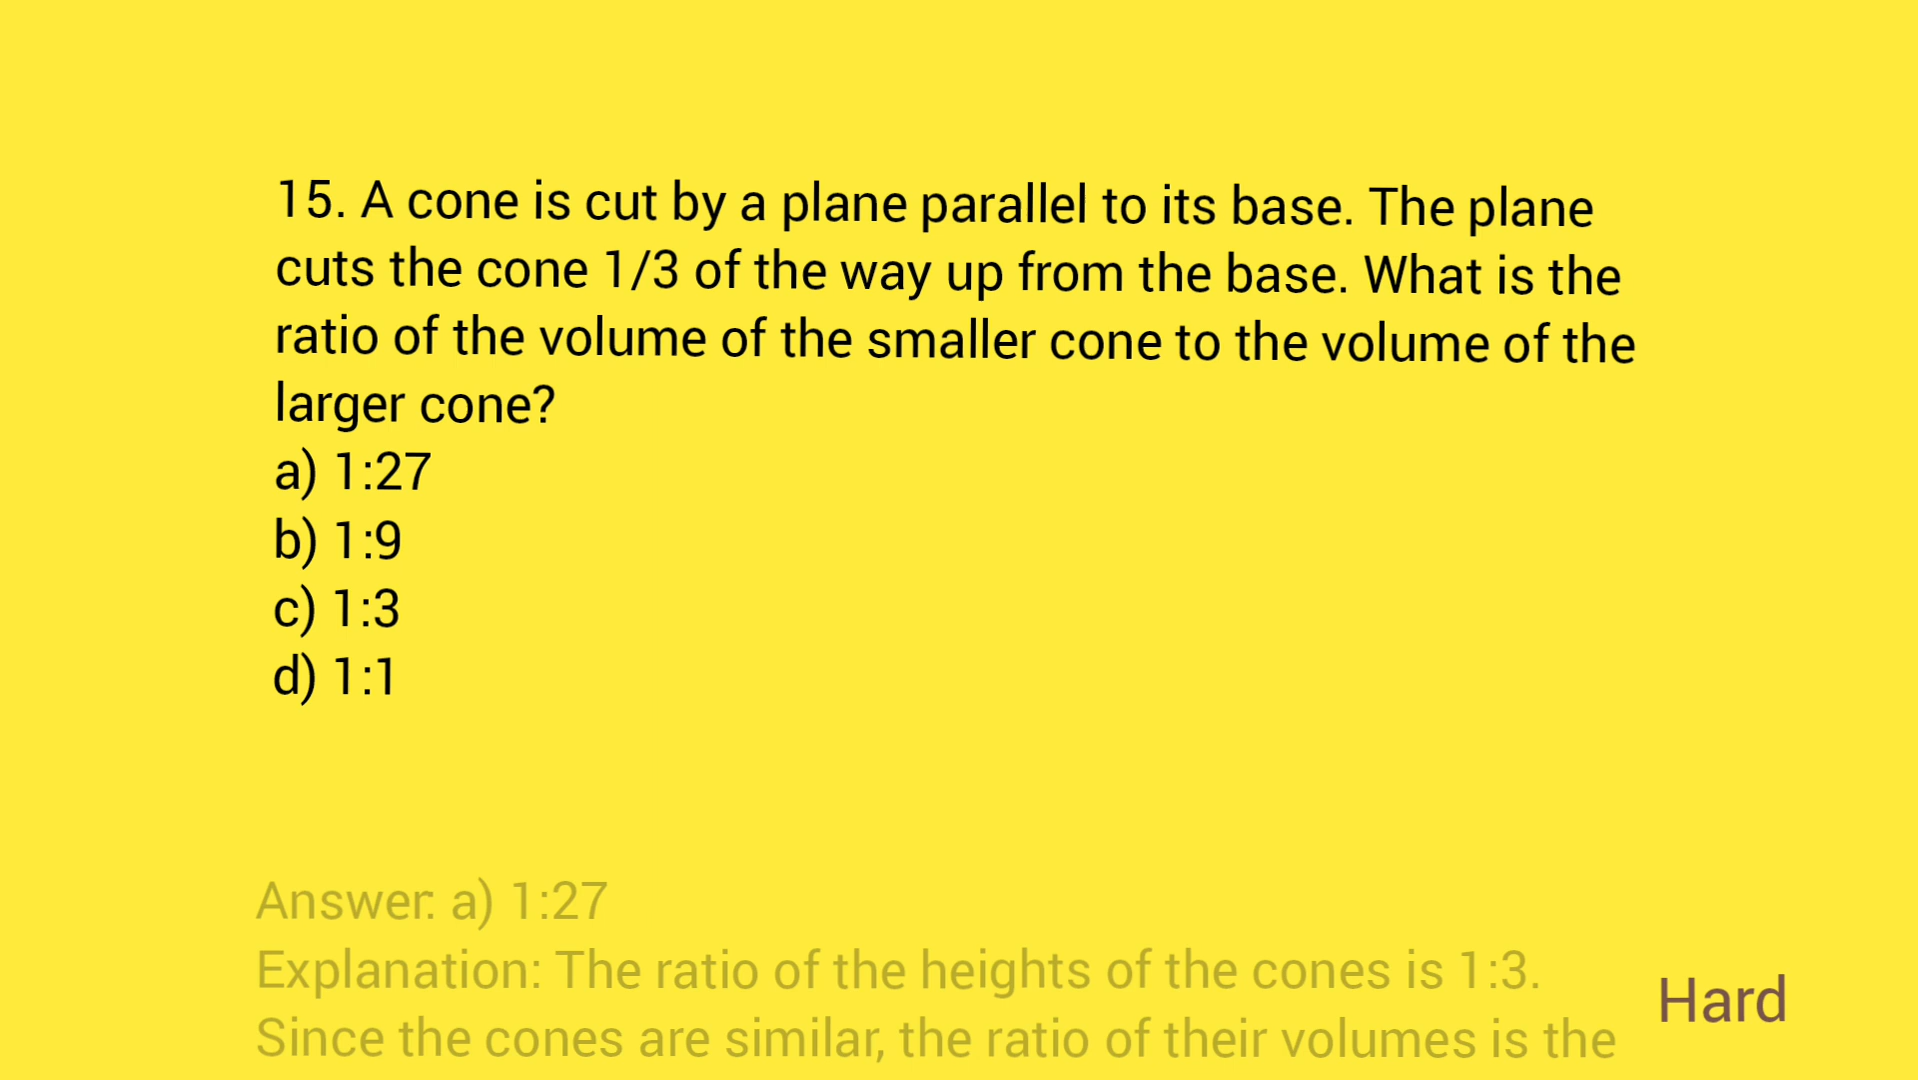 15. A cone is cut by a plane parallel to its base. The plane
cuts the cone 1/3 of the way up from the base. What is the
ratio of the volume of the smaller cone to the volume of the
larger cone?
a) 1:27
b) 1:9
c) 1:3
d) 1:1
Answer: a) 1:27
Explanation: The ratio of the heights of the cones is 1:3.
Since the cones are similar, the ratio of their volumes is the
Hard